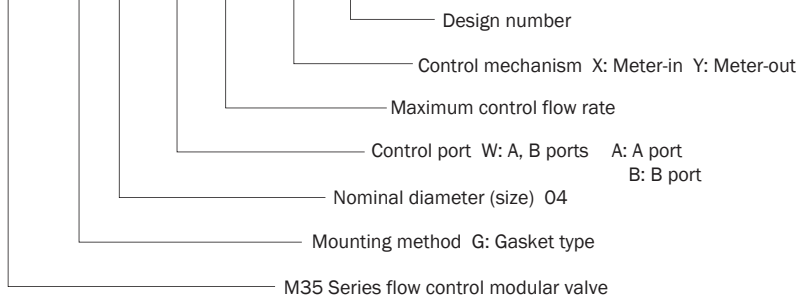 Design number
Control mechanism X: Meter-in Y: Meter-out
Maximum control flow rate
Control port W: A, B ports A: A port
B: B port
Nominal diameter (size) 04
Mounting method G: Gasket type
M35 Series flow control modular valve